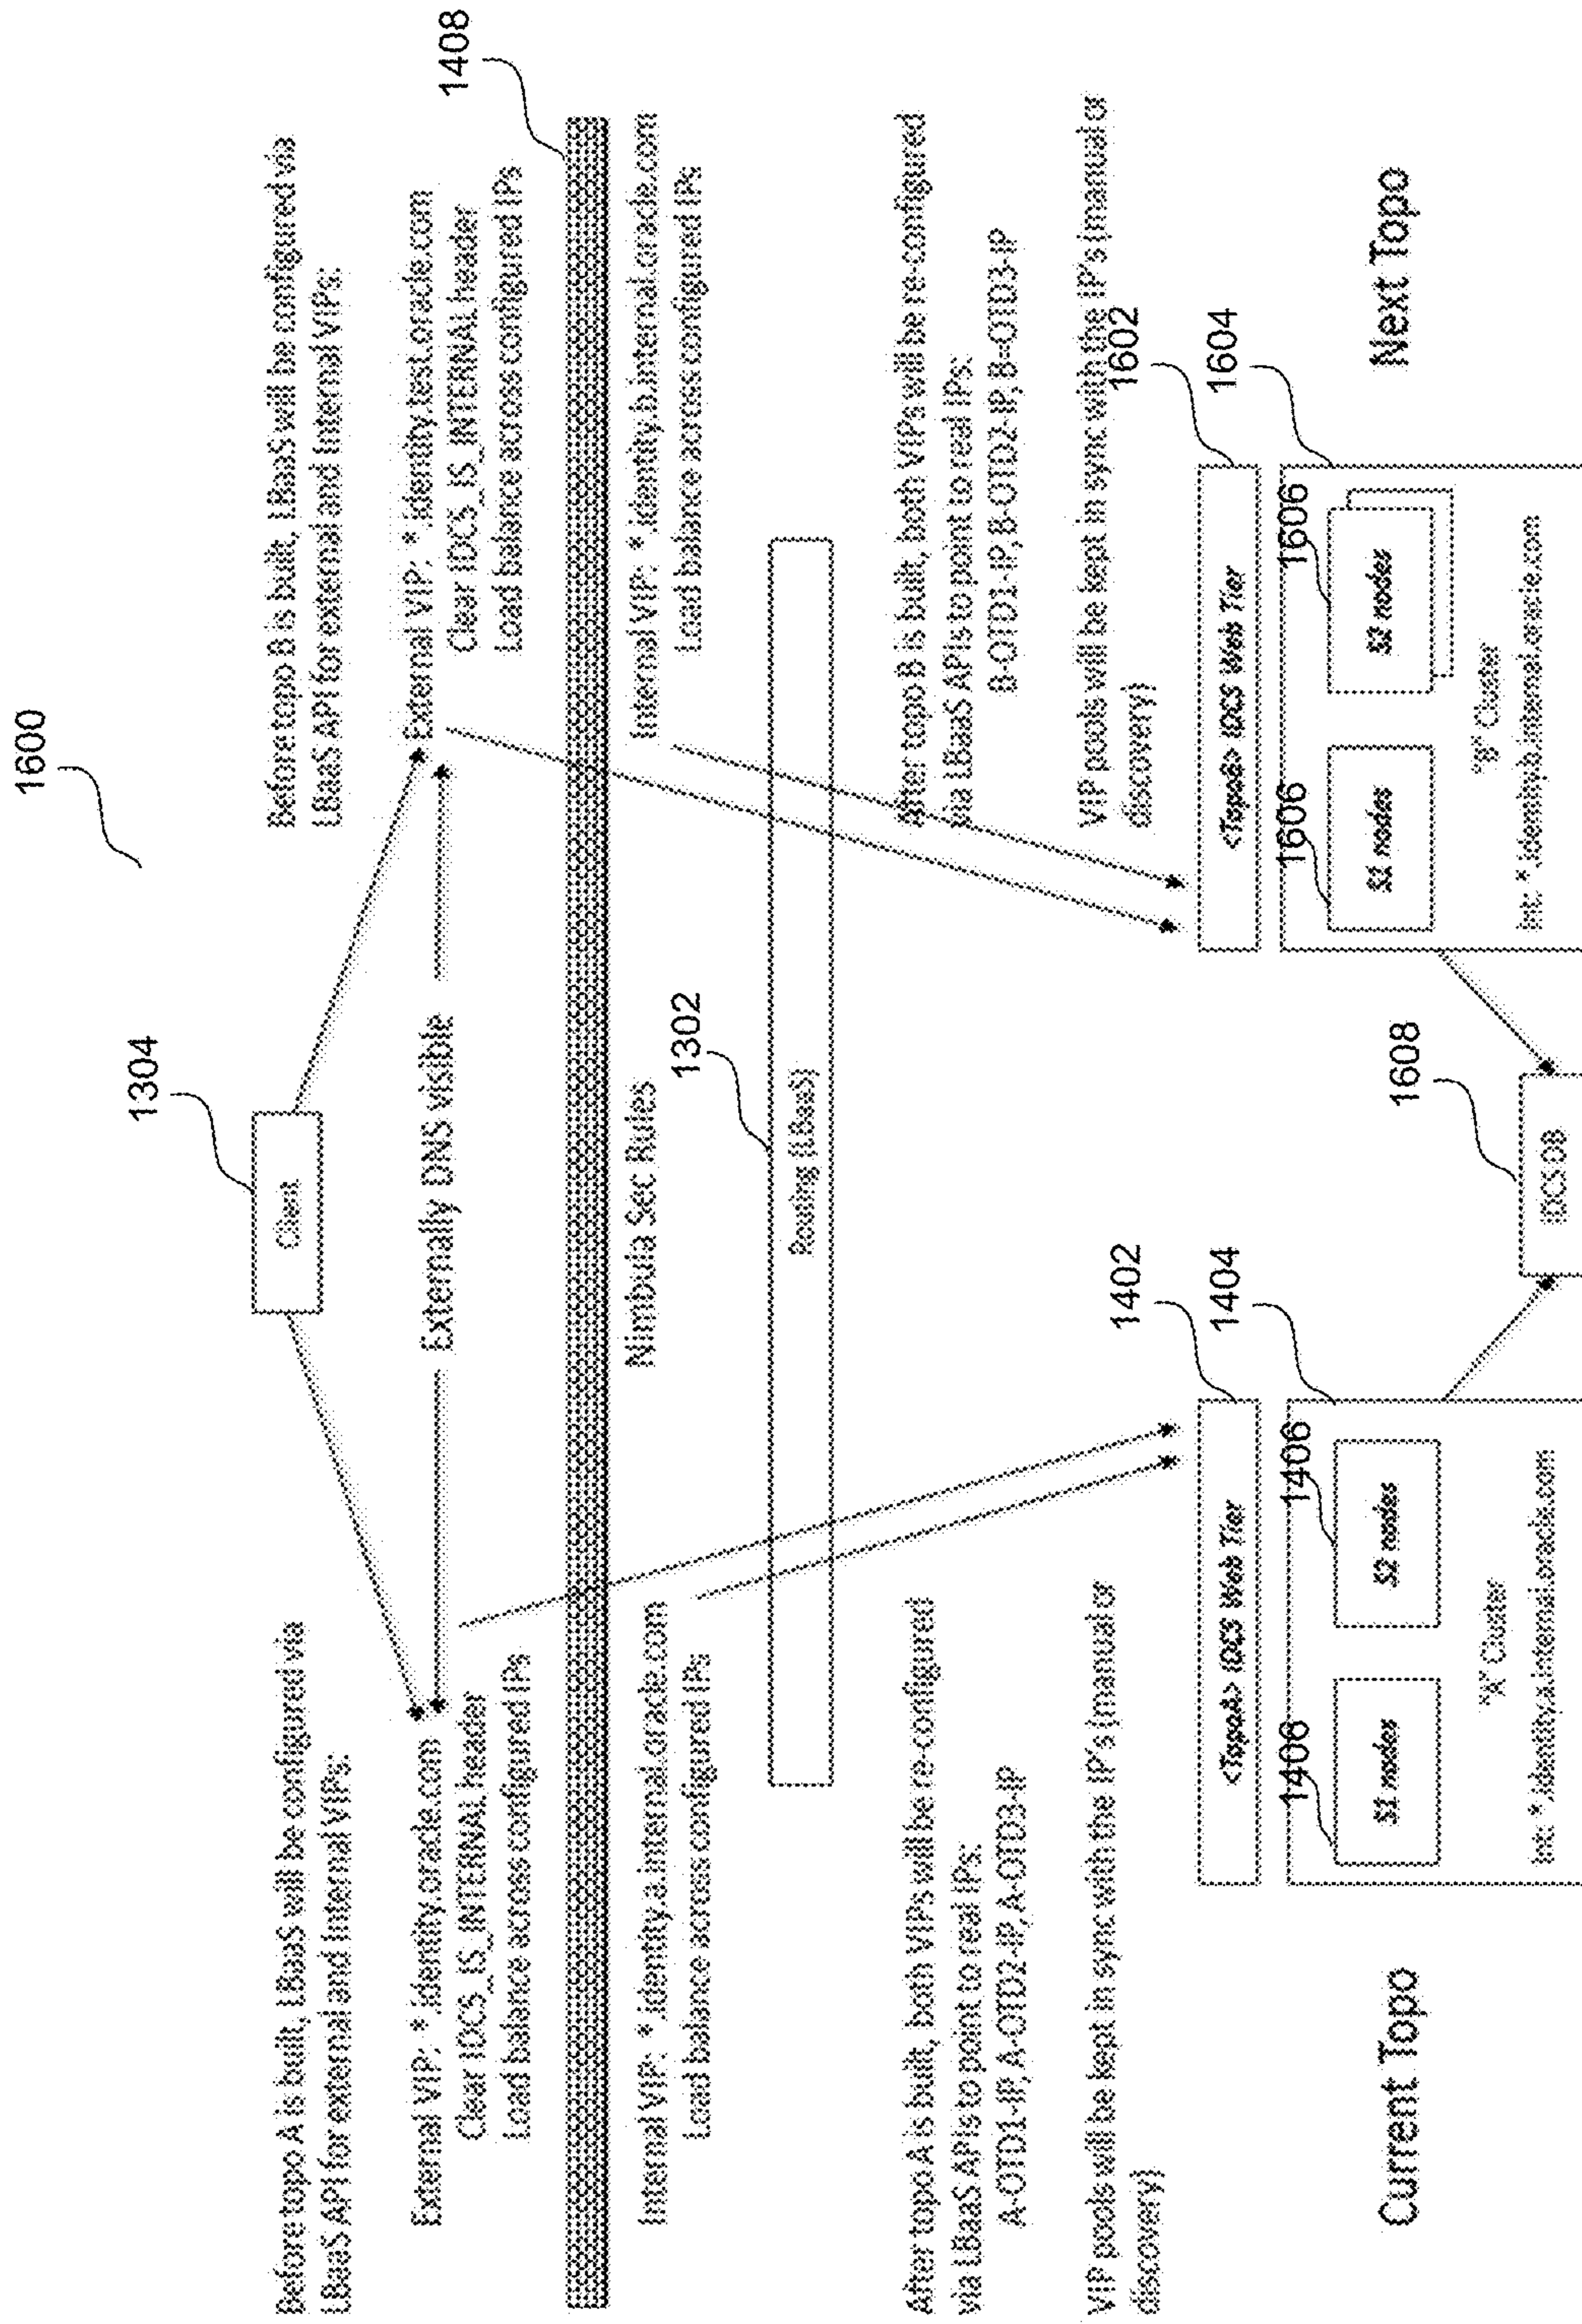 1600
1304
Client
Before topo A is built, LBaaS will be configured via
LBaaS API for external and Internal VIPs:
External VIP: *.identity.oracle.com
Clear IDCS_IS_INTERNAL header
Load balance across configured IPs
Externally DNS visible
Before topo B is built, LBaaS will be configured via
LBaaS API for external and Internal VIPs:
External VIP: *.identity.test.oracle.com
Clear IDCS_IS_INTERNAL header
Load balance across configured IPs
1408
Nimbula Sec Rules
Internal VIP: *.identity.a.internal.oracle.com
Load balance across configured IPs
Internal VIP: *.identity.b.internal.oracle.com
Load balance across configured IPs
1302
Routing (LBaaS)
After topo A is built, both VIPs will be re-configured
via LBaaS APIs to point to real IPs:
A-OTD1-IP, A-OTD2-IP, A-OTD3-IP
VIP pools will be kept in sync with the IP's (manual or
discovery)
After topo B is built, both VIPs will be re-configured
via LBaaS APIs to point to real IPs:
B-OTD1-IP, B-OTD2-IP, B=OTD3-IP
VIP pools will be kept in sync with the IP's (manual or
discovery)
Current Topo
1402
<TopoA> IDCS Web Tier
1404
1406
S1 nodes
1406
S2 nodes
"A" Cluster
Int: *.identity.a.internal.oracle.com
1608
IDCS DB
1602
<TopoB> IDCS Web Tier
1604
1606
S1 nodes
1606
S2 nodes
"B" Cluster
Int: *.identity.b.internal.oracle.com
Next Topo